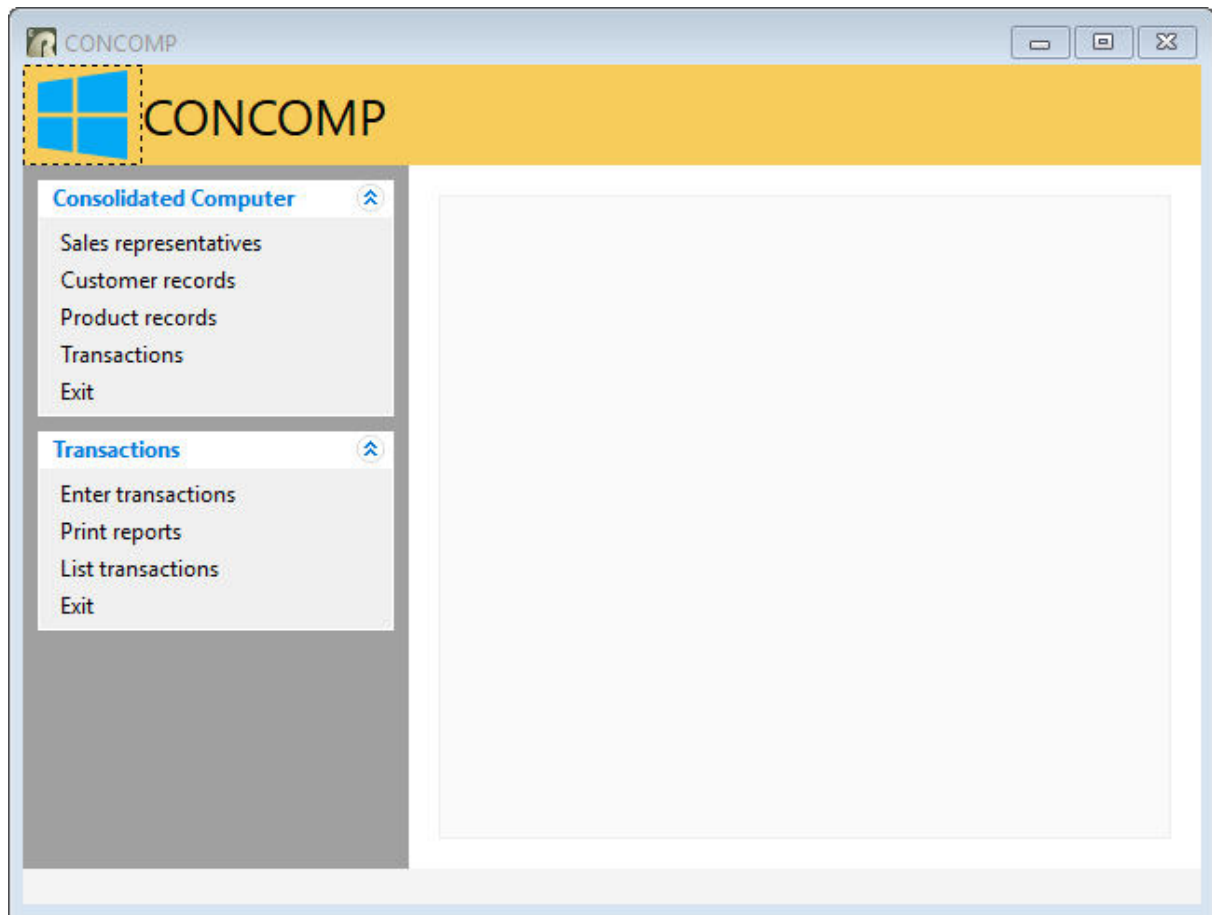 CONCOMP
CONCOMP
Consolidated Computer
Sales representatives
Customer records
Product records
Transactions
Exit
Transactions
Enter transactions
Print reports
List transactions
Exit